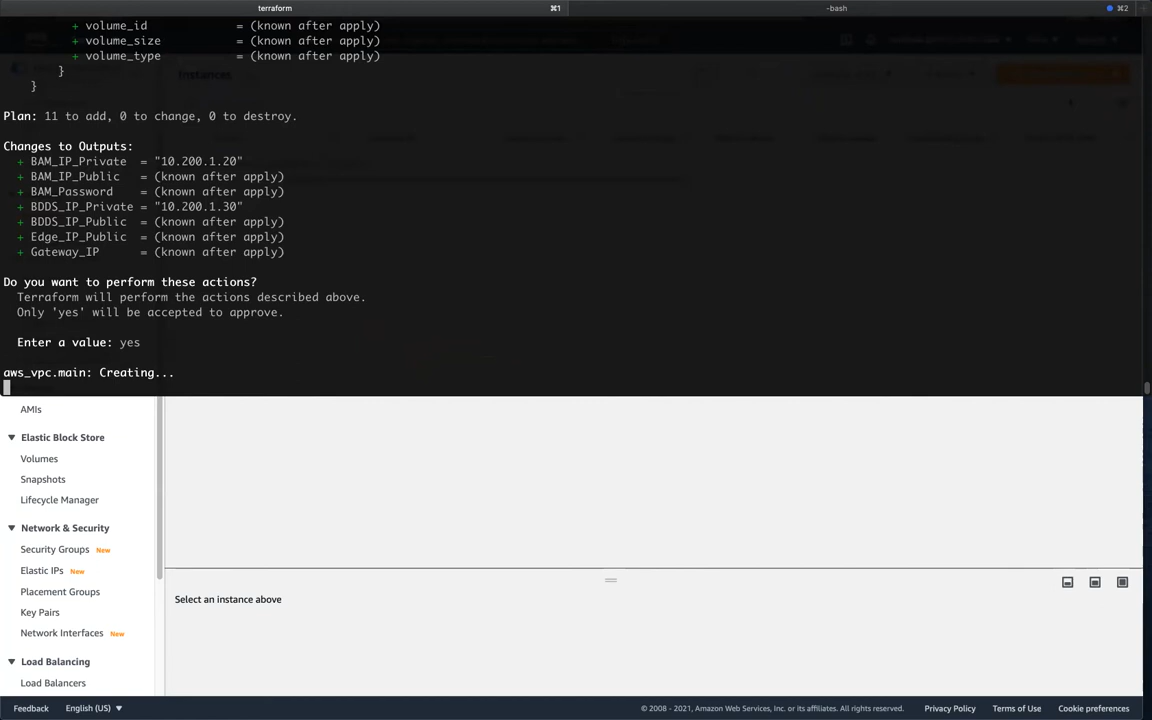 terraform ⌘1 -bash ⌘2
+ volume_id = (known after apply)
+ volume_size = (known after apply)
+ volume_type = (known after apply)
}
}
Instances
Plan: 11 to add, 0 to change, 0 to destroy.
Changes to Outputs:
+ BAM_IP_Private = "10.200.1.20"
+ BAM_IP_Public = (known after apply)
+ BAM_Password = (known after apply)
+ BDDS_IP_Private = "10.200.1.30"
+ BDDS_IP_Public = (known after apply)
+ Edge_IP_Public = (known after apply)
+ Gateway_IP = (known after apply)
Do you want to perform these actions?
Terraform will perform the actions described above.
Only 'yes' will be accepted to approve.
Enter a value: yes
aws_vpc.main: Creating...
AMIs
Elastic Block Store
Volumes
Snapshots
Lifecycle Manager
Network & Security
Security Groups New
Elastic IPs New
Placement Groups
Key Pairs
Network Interfaces New
Load Balancing
Load Balancers
Select an instance above
Feedback English (US) © 2008 - 2021, Amazon Web Services, Inc. or its affiliates. All rights reserved. Privacy Policy Terms of Use Cookie preferences